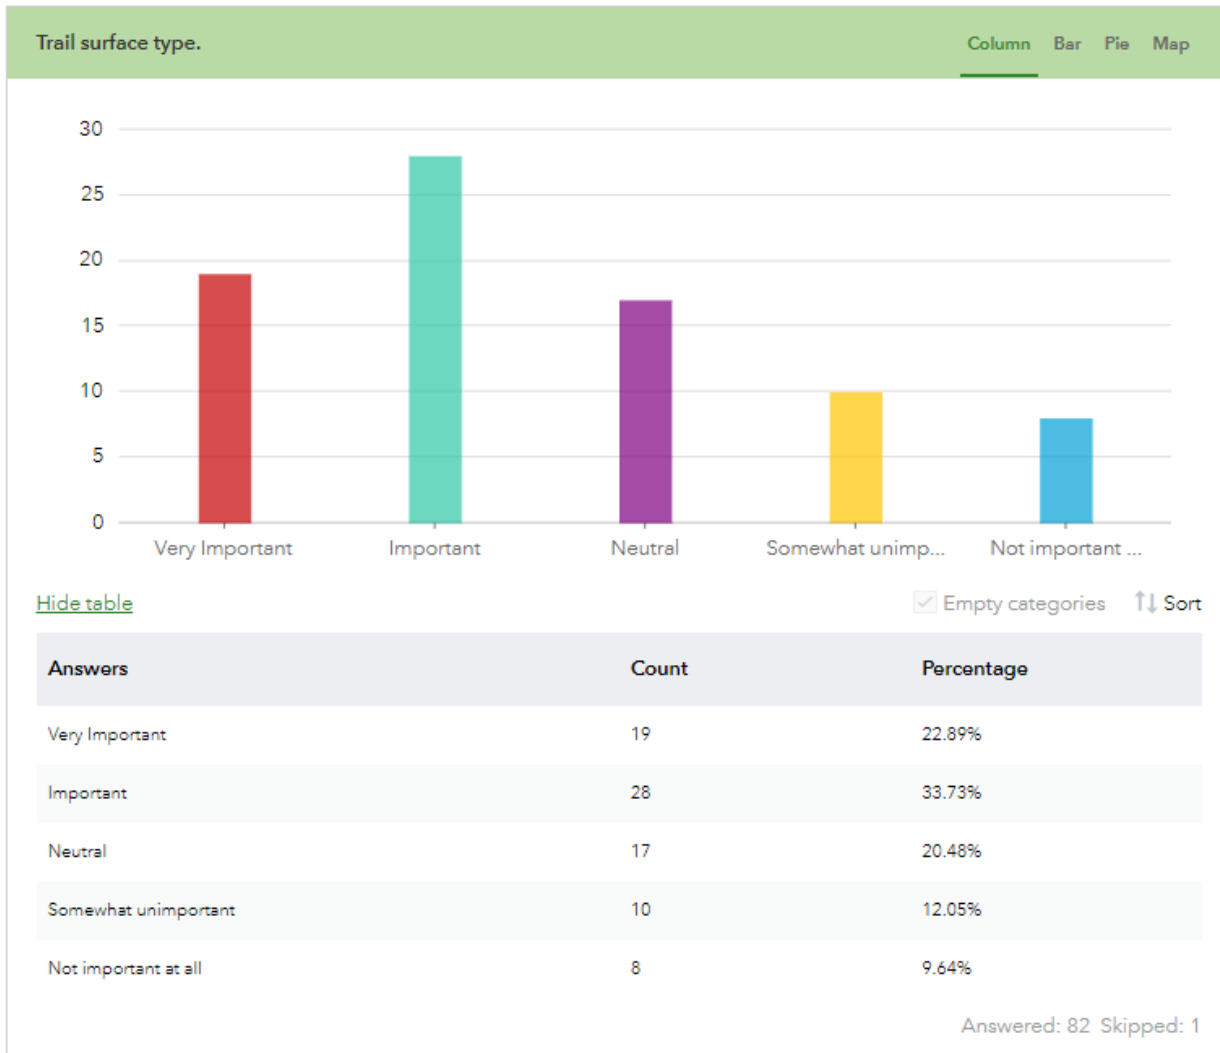 Trail surface type. Column Bar Pie Map
30
25
20
15
10
5
0
Very Important Important Neutral Somewhat unimp... Not important ...
Hide table Empty categories Sort
Answers Count Percentage
Very Important 19 22.89%
Important 28 33.73%
Neutral 17 20.48%
Somewhat unimportant 10 12.05%
Not important at all 8 9.64%
Answered: 82 Skipped: 1